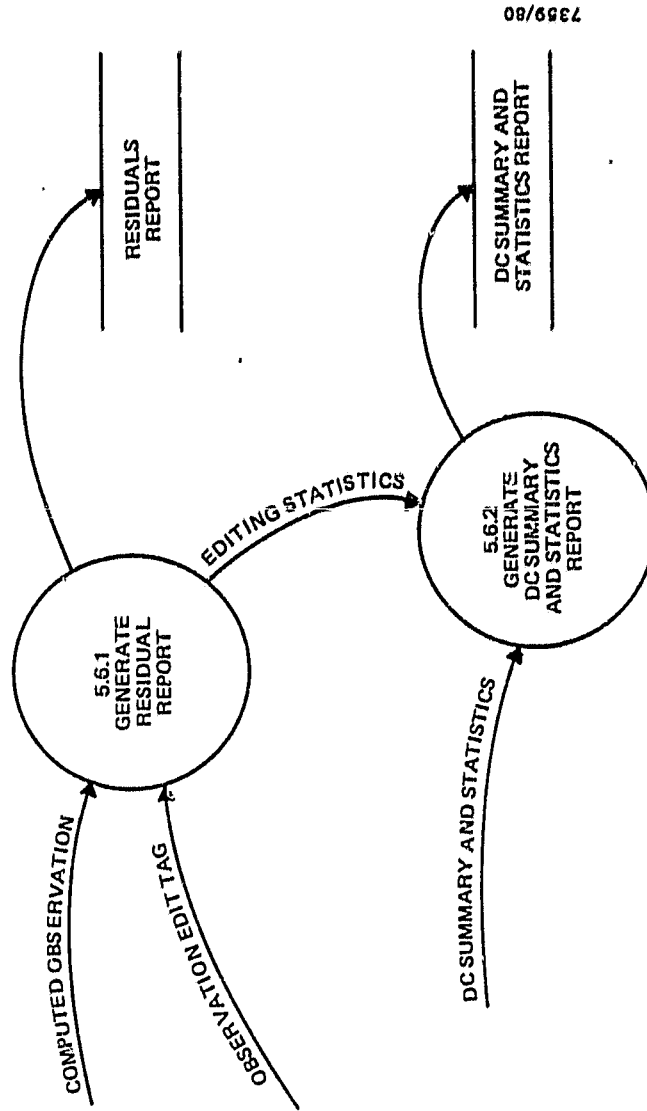 COMPUTED OBSERVATION
OBSERVATION EDIT TAG
5.6.1
GENERATE
RESIDUAL
REPORT
RESIDUALS
REPORT
EDITING STATISTICS
DC SUMMARY AND STATISTICS
5.6.2
GENERATE
DC SUMMARY
AND STATISTICS
REPORT
DC SUMMARY AND
STATISTICS REPORT
7359/80